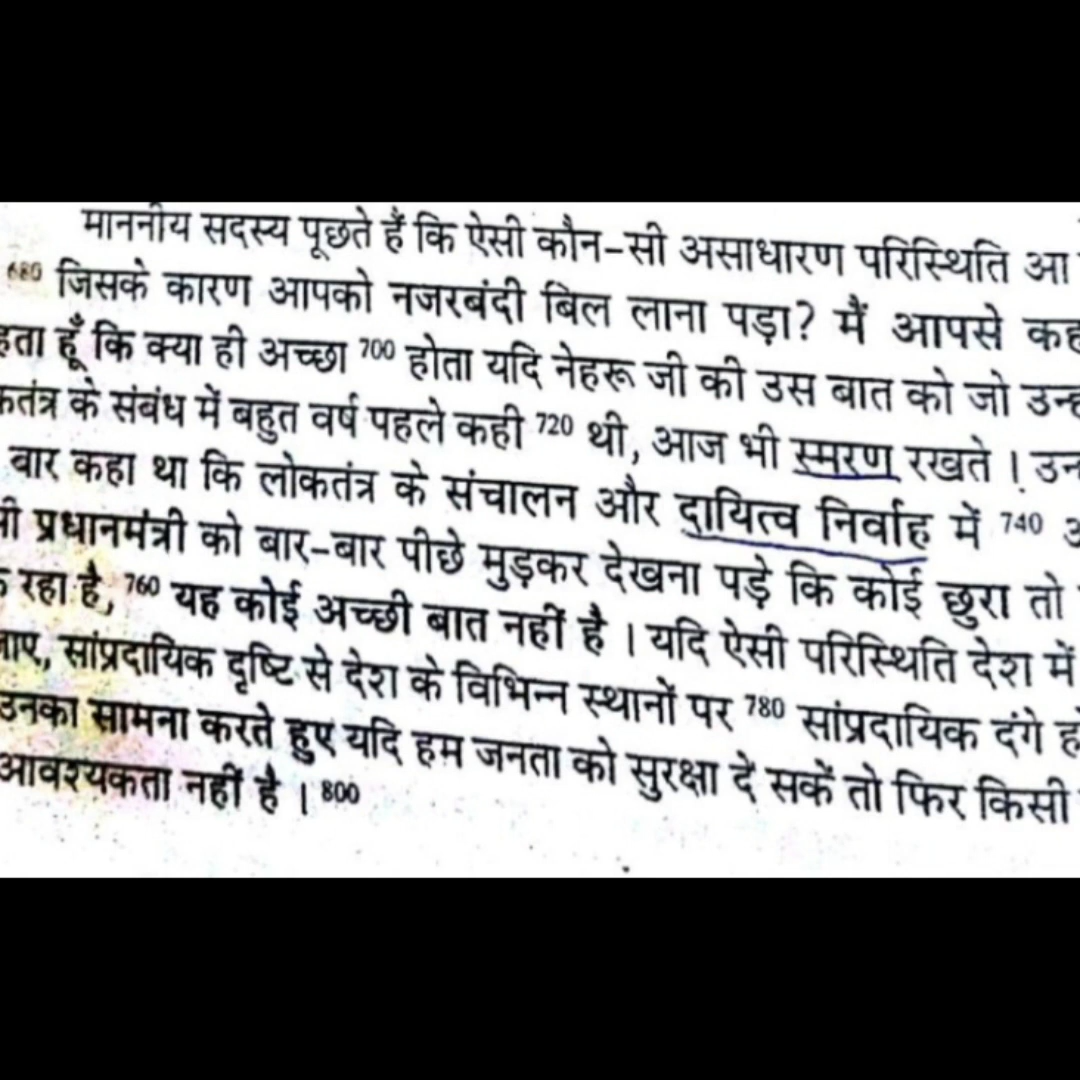 माननीय सदस्य पूछते हैं कि ऐसी कौन-सी असाधारण परिस्थिति आ
680 जिसके कारण आपको नजरबंदी बिल लाना पड़ा? मैं आपसे कह
हता हूँ कि क्या ही अच्छा 700 होता यदि नेहरू जी की उस बात को जो उन्ह
कतंत्र के संबंध में बहुत वर्ष पहले कही 720 थी, आज भी स्मरण रखते। उन
बार कहा था कि लोकतंत्र के संचालन और दायित्व निर्वाह में 740
प्रधानमंत्री को बार-बार पीछे मुड़कर देखना पड़े कि कोई छुरा तो
रहा है, 760 यह कोई अच्छी बात नहीं है। यदि ऐसी परिस्थिति देश में
जाए, सांप्रदायिक दृष्टि से देश के विभिन्न स्थानों पर 780 सांप्रदायिक दंगे हो
उनका सामना करते हुए यदि हम जनता को सुरक्षा दे सकें तो फिर किसी
आवश्यकता नहीं है। 800